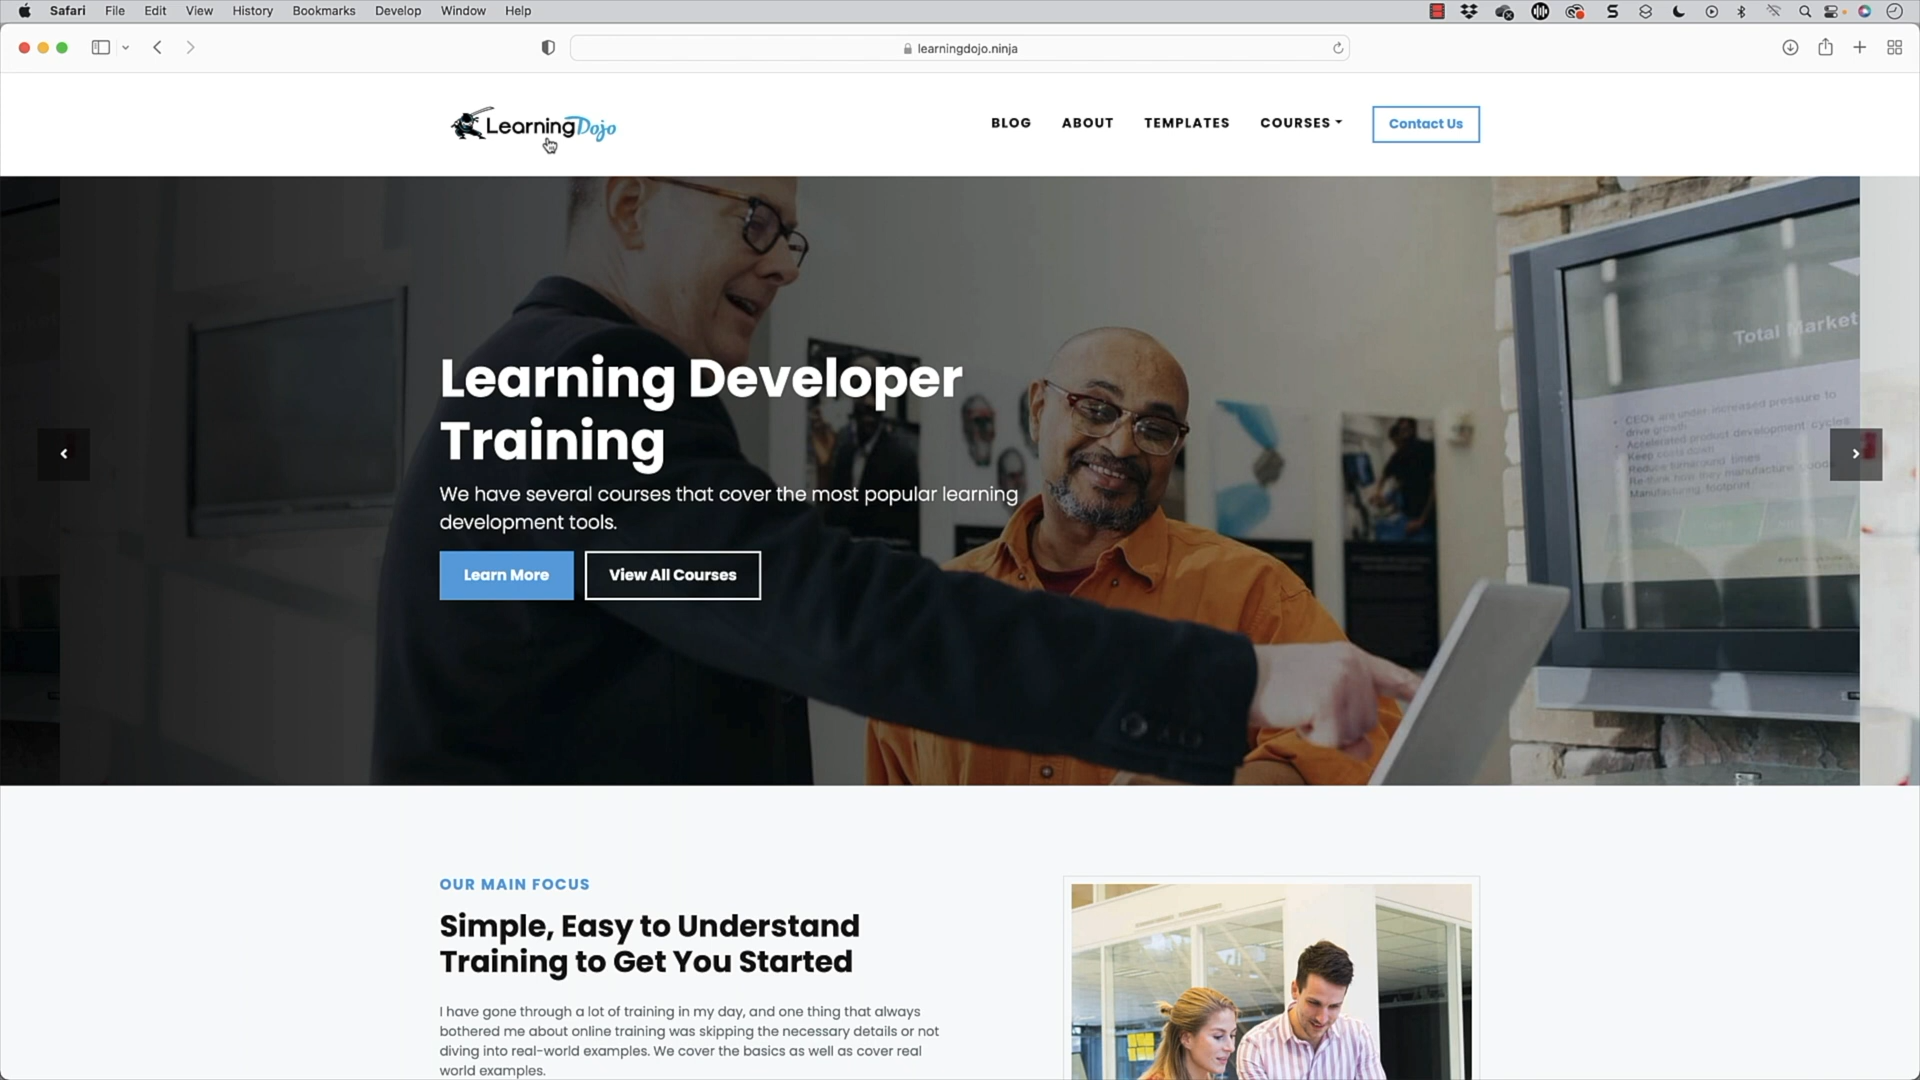 Safari File Edit View History Bookmarks Develop Window Help
learningdojo.ninja
LearningDojo
BLOG ABOUT TEMPLATES COURSES Contact Us
Total Market
Learning Developer
Training
CEOs are under increased pressure to
drive growth
Accelerated product development cycles
Keep costs down
Reduce turnaround times
Re-think how they manufacture goods
Manufacturing footprint
We have several courses that cover the most popular learning
development tools.
Learn More View All Courses
OUR MAIN FOCUS
Simple, Easy to Understand
Training to Get You Started
I have gone through a lot of training in my day, and one thing that always
bothered me about online training was skipping the necessary details or not
diving into real-world examples. We cover the basics as well as cover real
world examples.